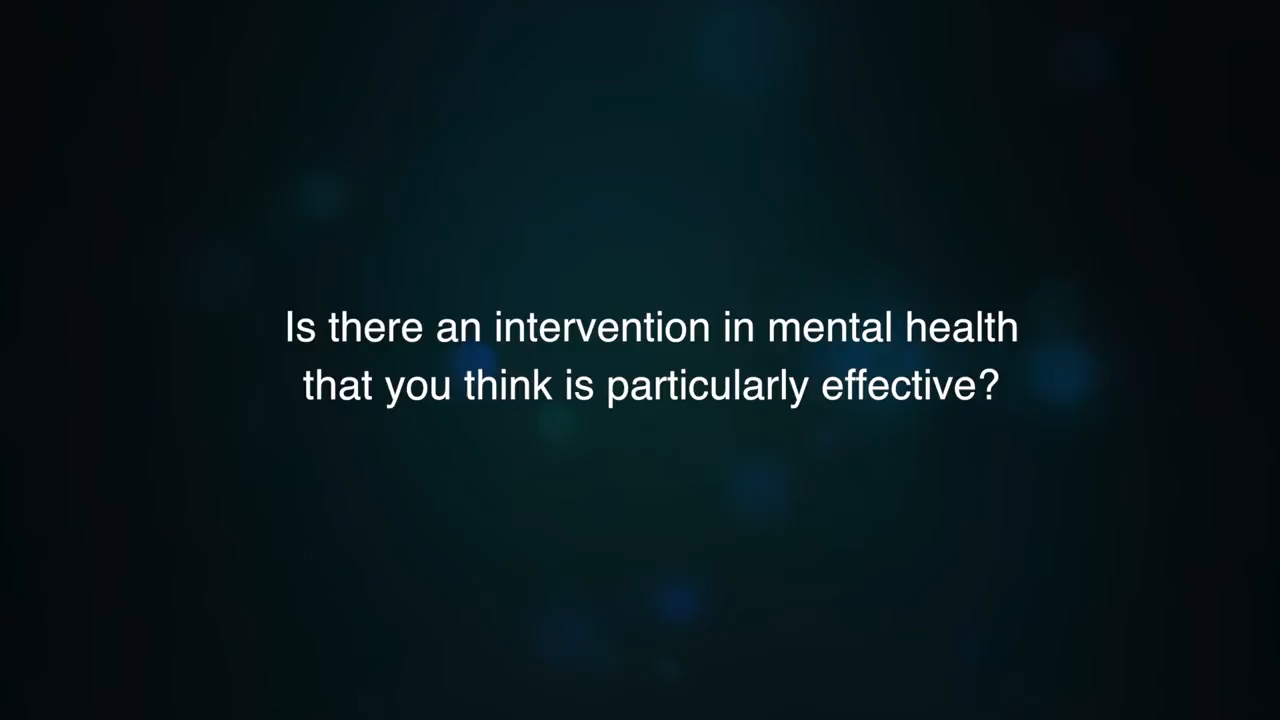 Is there an intervention in mental health
that you think is particularly effective?